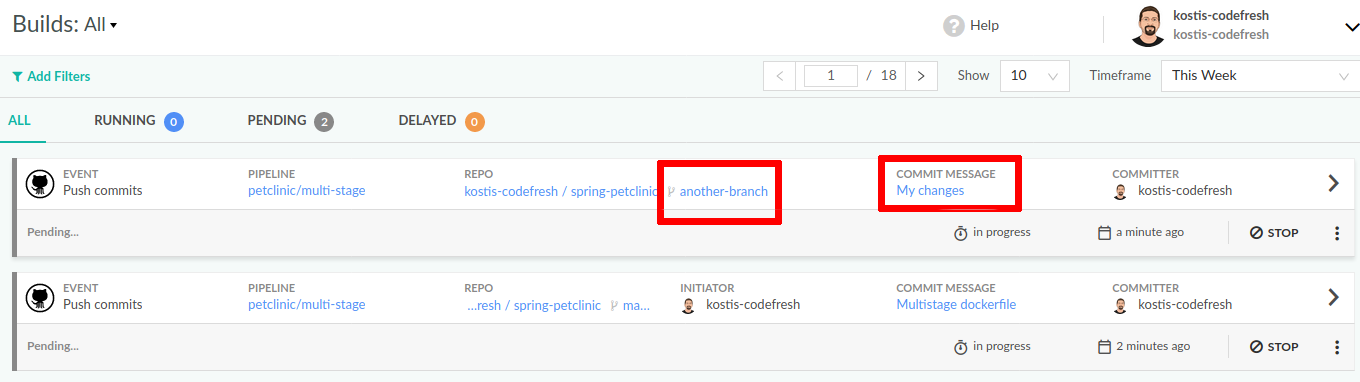 Builds: All
Help
kostis-codefresh
kostis-codefresh
Add Filters
1 / 18
Show 10
Timeframe This Week
ALL RUNNING 0 PENDING 2 DELAYED 0
EVENT PIPELINE REPO COMMIT MESSAGE COMMITTER
Push commits petclinic/multi-stage kostis-codefresh / spring-petclinic another-branch My changes kostis-codefresh
Pending... in progress a minute ago STOP
EVENT PIPELINE REPO INITIATOR COMMIT MESSAGE COMMITTER
Push commits petclinic/multi-stage ...resh / spring-petclinic ma... kostis-codefresh Multistage dockerfile kostis-codefresh
Pending... in progress 2 minutes ago STOP